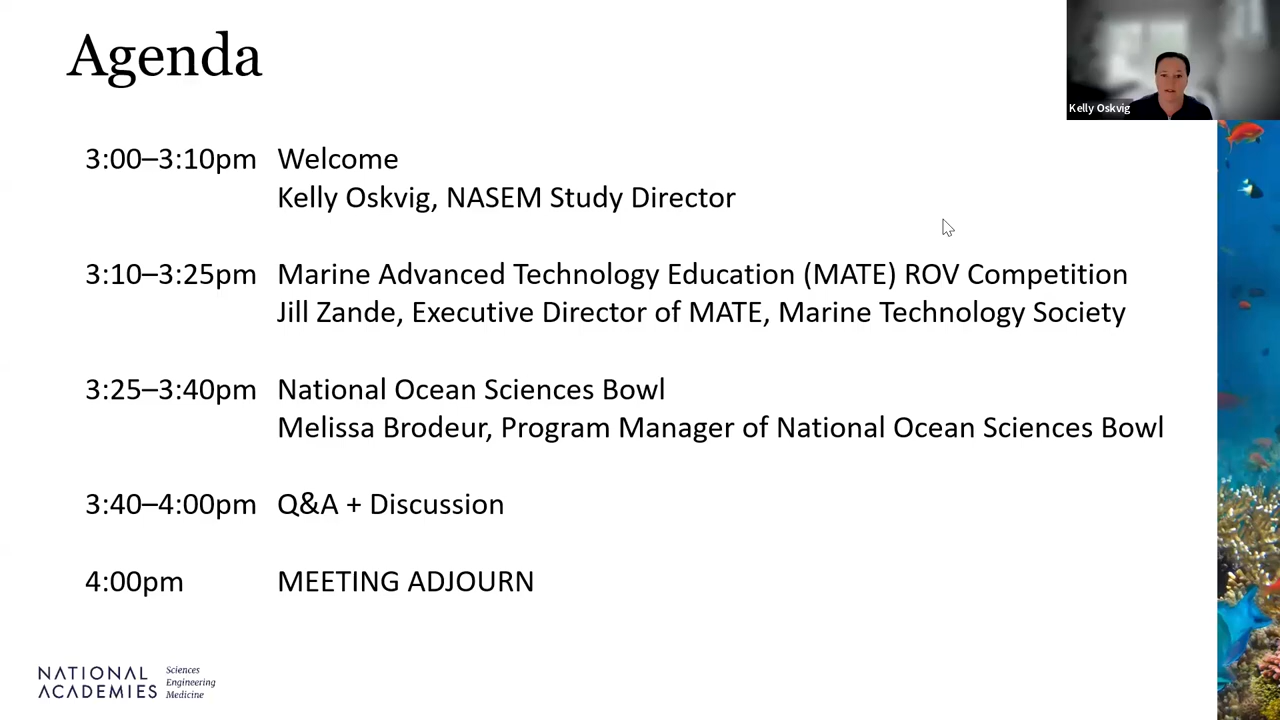 Agenda
Kelly Oskvig
3:00–3:10pm Welcome
Kelly Oskvig, NASEM Study Director
3:10–3:25pm Marine Advanced Technology Education (MATE) ROV Competition
Jill Zande, Executive Director of MATE, Marine Technology Society
3:25–3:40pm National Ocean Sciences Bowl
Melissa Brodeur, Program Manager of National Ocean Sciences Bowl
3:40–4:00pm Q&A + Discussion
4:00pm MEETING ADJOURN
NATIONAL ACADEMIES
Sciences
Engineering
Medicine